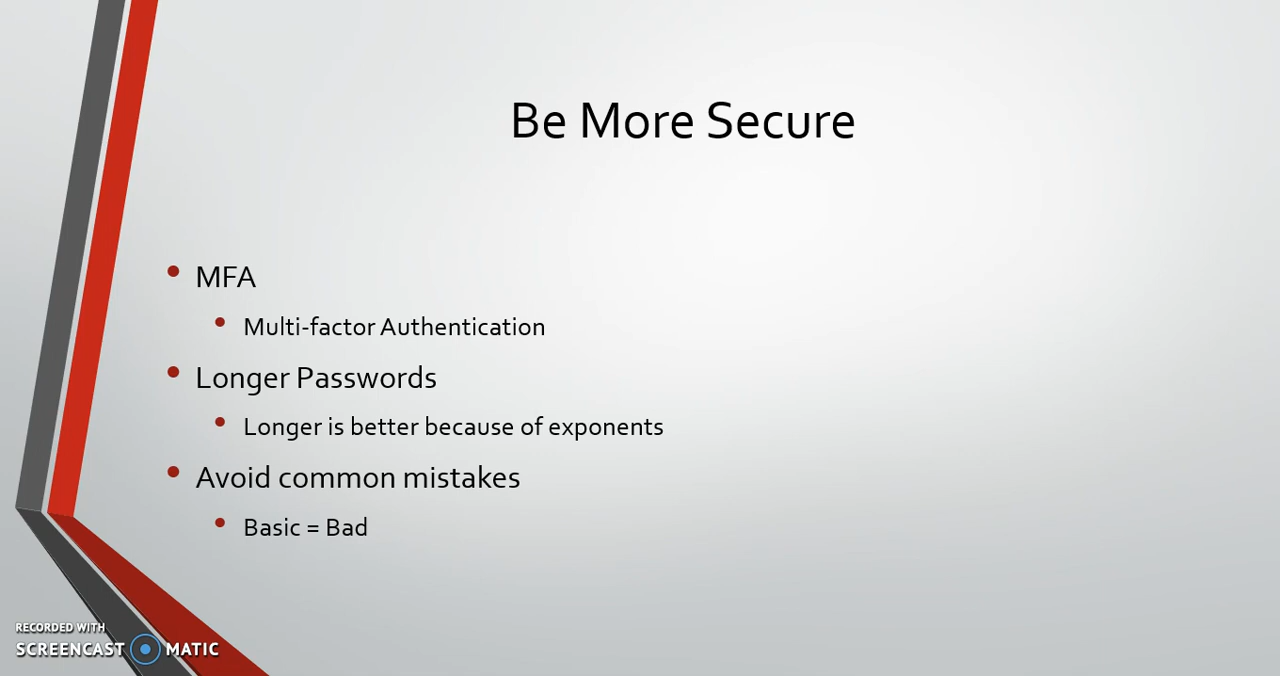 Be More Secure
• MFA
• Multi-factor Authentication
• Longer Passwords
• Longer is better because of exponents
• Avoid common mistakes
• Basic = Bad
RECORDED WITH
SCREENCAST MATIC